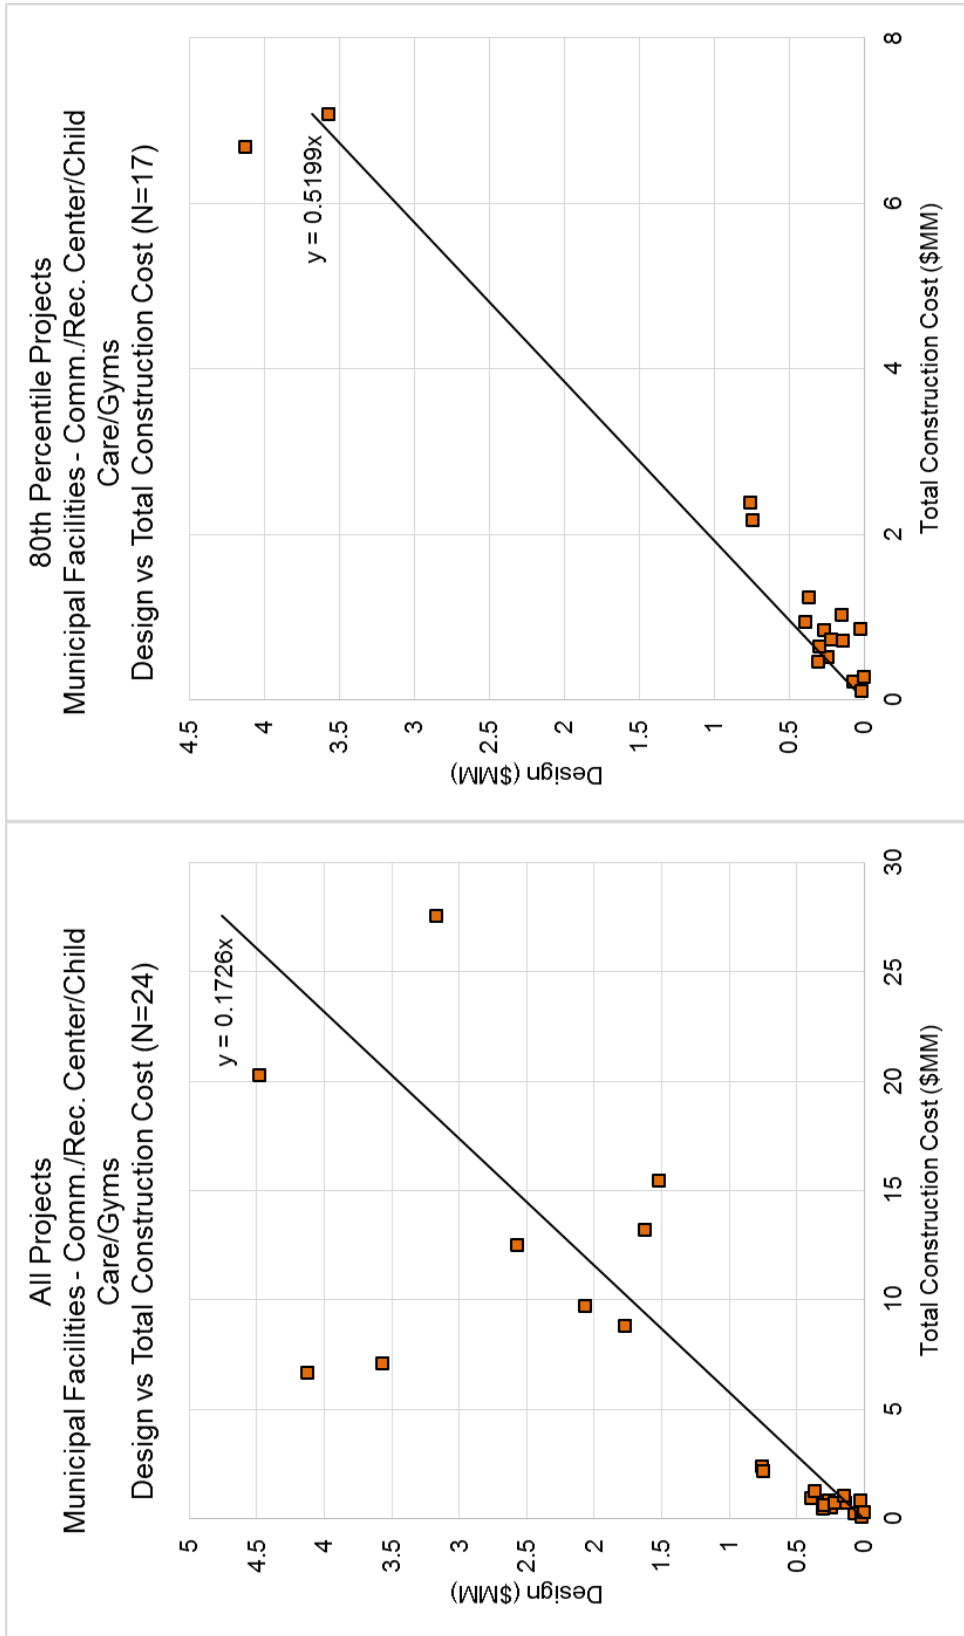 All Projects
Municipal Facilities - Comm./Rec. Center/Child
Care/Gyms
Design vs Total Construction Cost (N=24)
y = 0.1726x
Design ($MM)
5
4.5
4
3.5
3
2.5
2
1.5
1
0.5
0
0
5
10
15
20
25
30
Total Construction Cost ($MM)
80th Percentile Projects
Municipal Facilities - Comm./Rec. Center/Child
Care/Gyms
Design vs Total Construction Cost (N=17)
y = 0.5199x
Design ($MM)
4.5
4
3.5
3
2.5
2
1.5
1
0.5
0
0
2
4
6
8
Total Construction Cost ($MM)